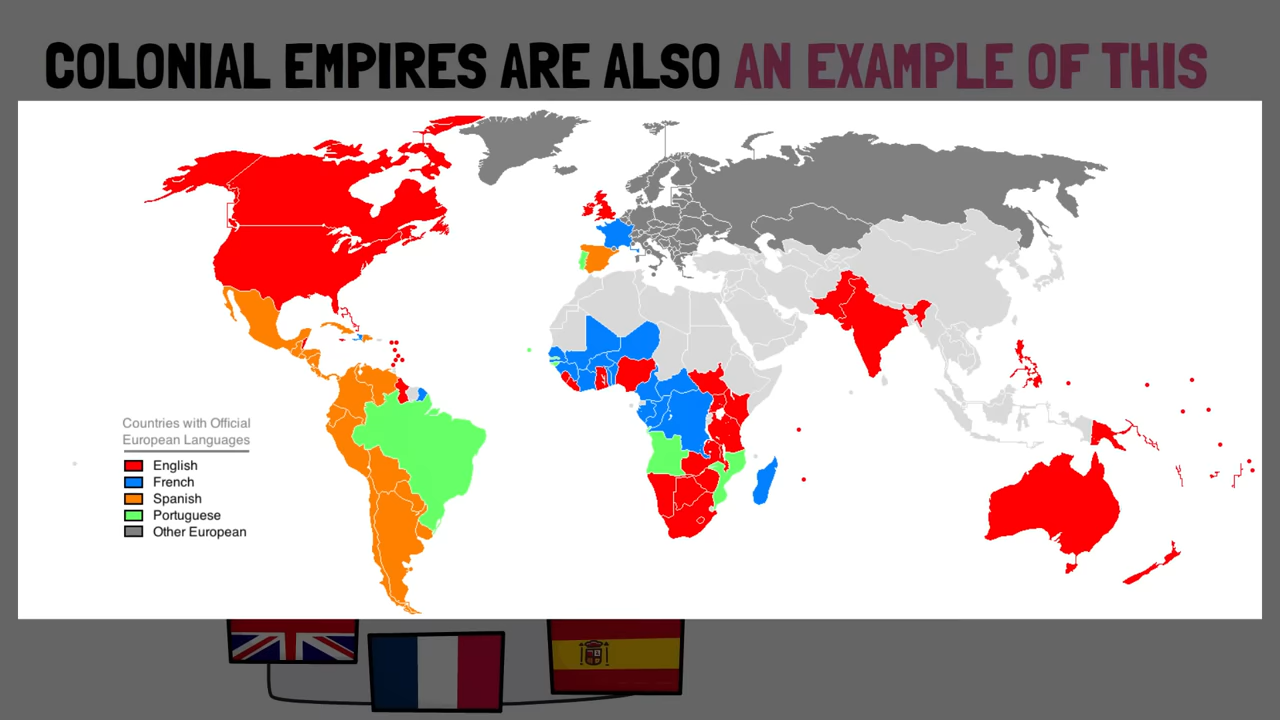 COLONIAL EMPIRES ARE ALSO AN EXAMPLE OF THIS
Countries with Official
European Languages
English
French
Spanish
Portuguese
Other European